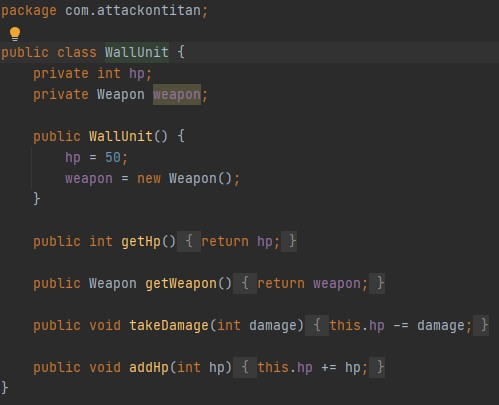 package com.attackontitan;
public class WallUnit {
private int hp;
private Weapon weapon;
public WallUnit() {
hp = 50;
weapon = new Weapon();
}
public int getHp() { return hp; }
public Weapon getWeapon() { return weapon; }
public void takeDamage(int damage) { this.hp -= damage; }
public void addHp(int hp) { this.hp += hp; }
}